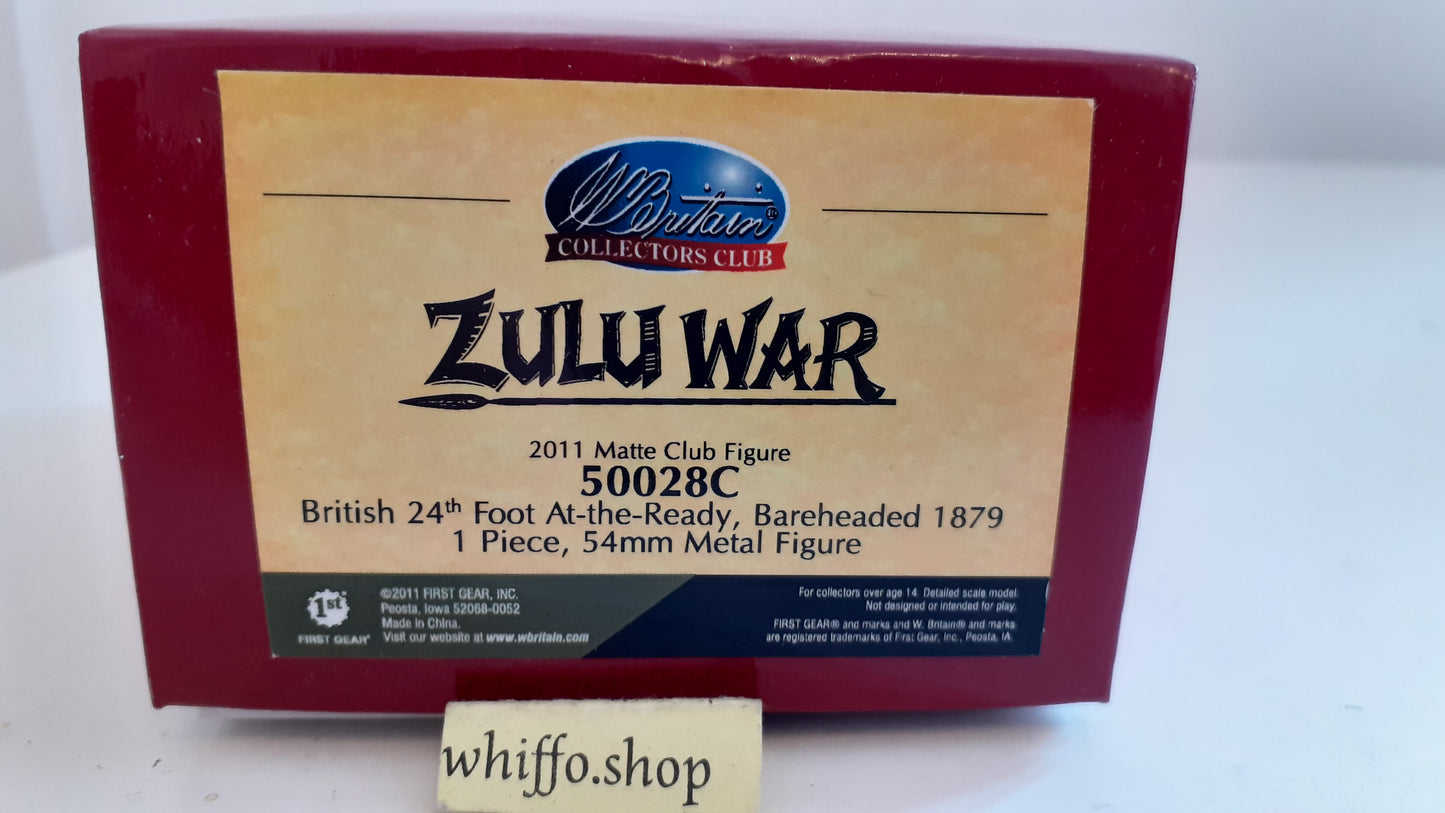 W Britain®
COLLECTORS CLUB
ZULU WAR
2011 Matte Club Figure
50028C
British 24th Foot At-the-Ready, Bareheaded 1879
1 Piece, 54mm Metal Figure
1st
FIRST GEAR®
©2011 FIRST GEAR, INC.
Peosta, Iowa 52068-0052
Made in China.
Visit our website at www.wbritain.com
For collectors over age 14. Detailed scale model.
Not designed or intended for play.
FIRST GEAR® and marks and W. Britain® and marks
are registered trademarks of First Gear, Inc., Peosta, IA.
whiffo.shop